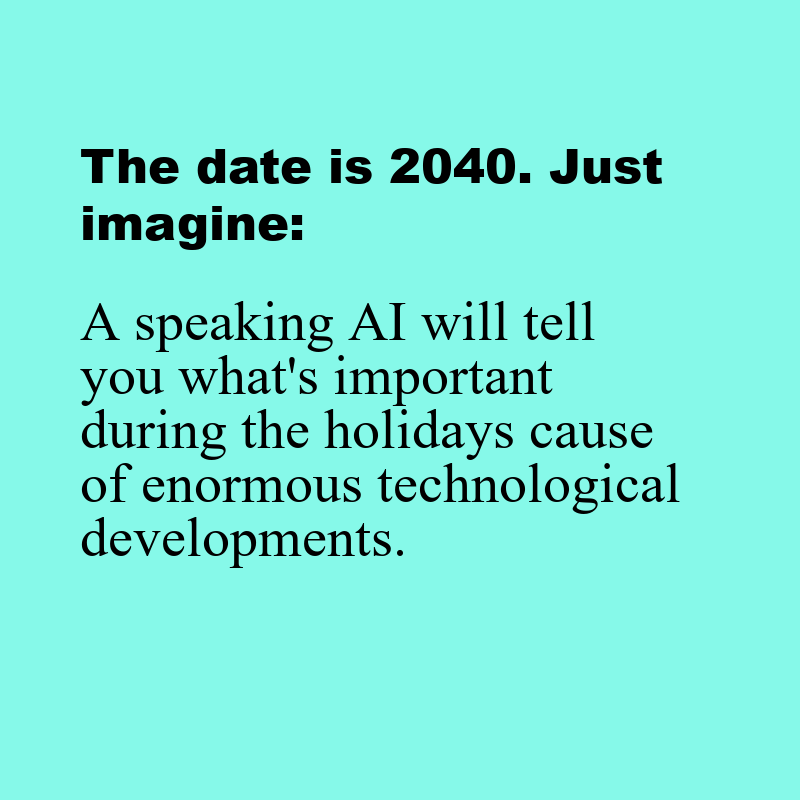 The date is 2040. Just
imagine:
A speaking AI will tell
you what's important
during the holidays cause
of enormous technological
developments.